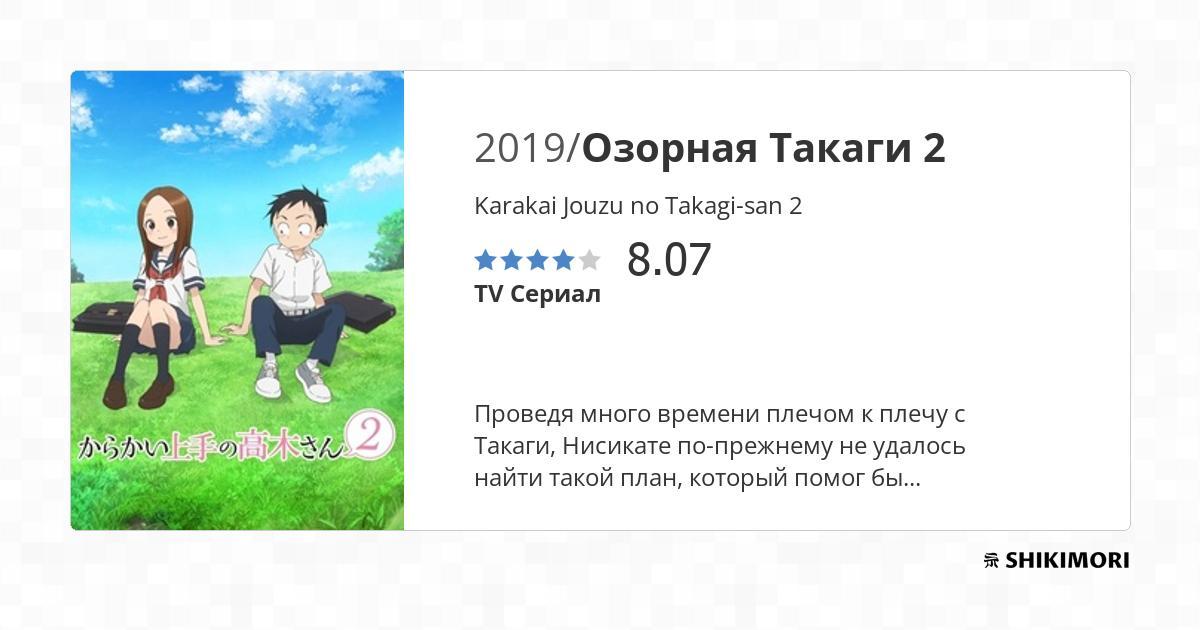 2019/Озорная Такаги 2
Karakai Jouzu no Takagi-san 2
8.07
TV Сериал
Проведя много времени плечом к плечу с
Такаги, Нисикате по-прежнему не удалось
найти такой план, который помог бы...
からかい上手の高木さん 2
SHIKIMORI